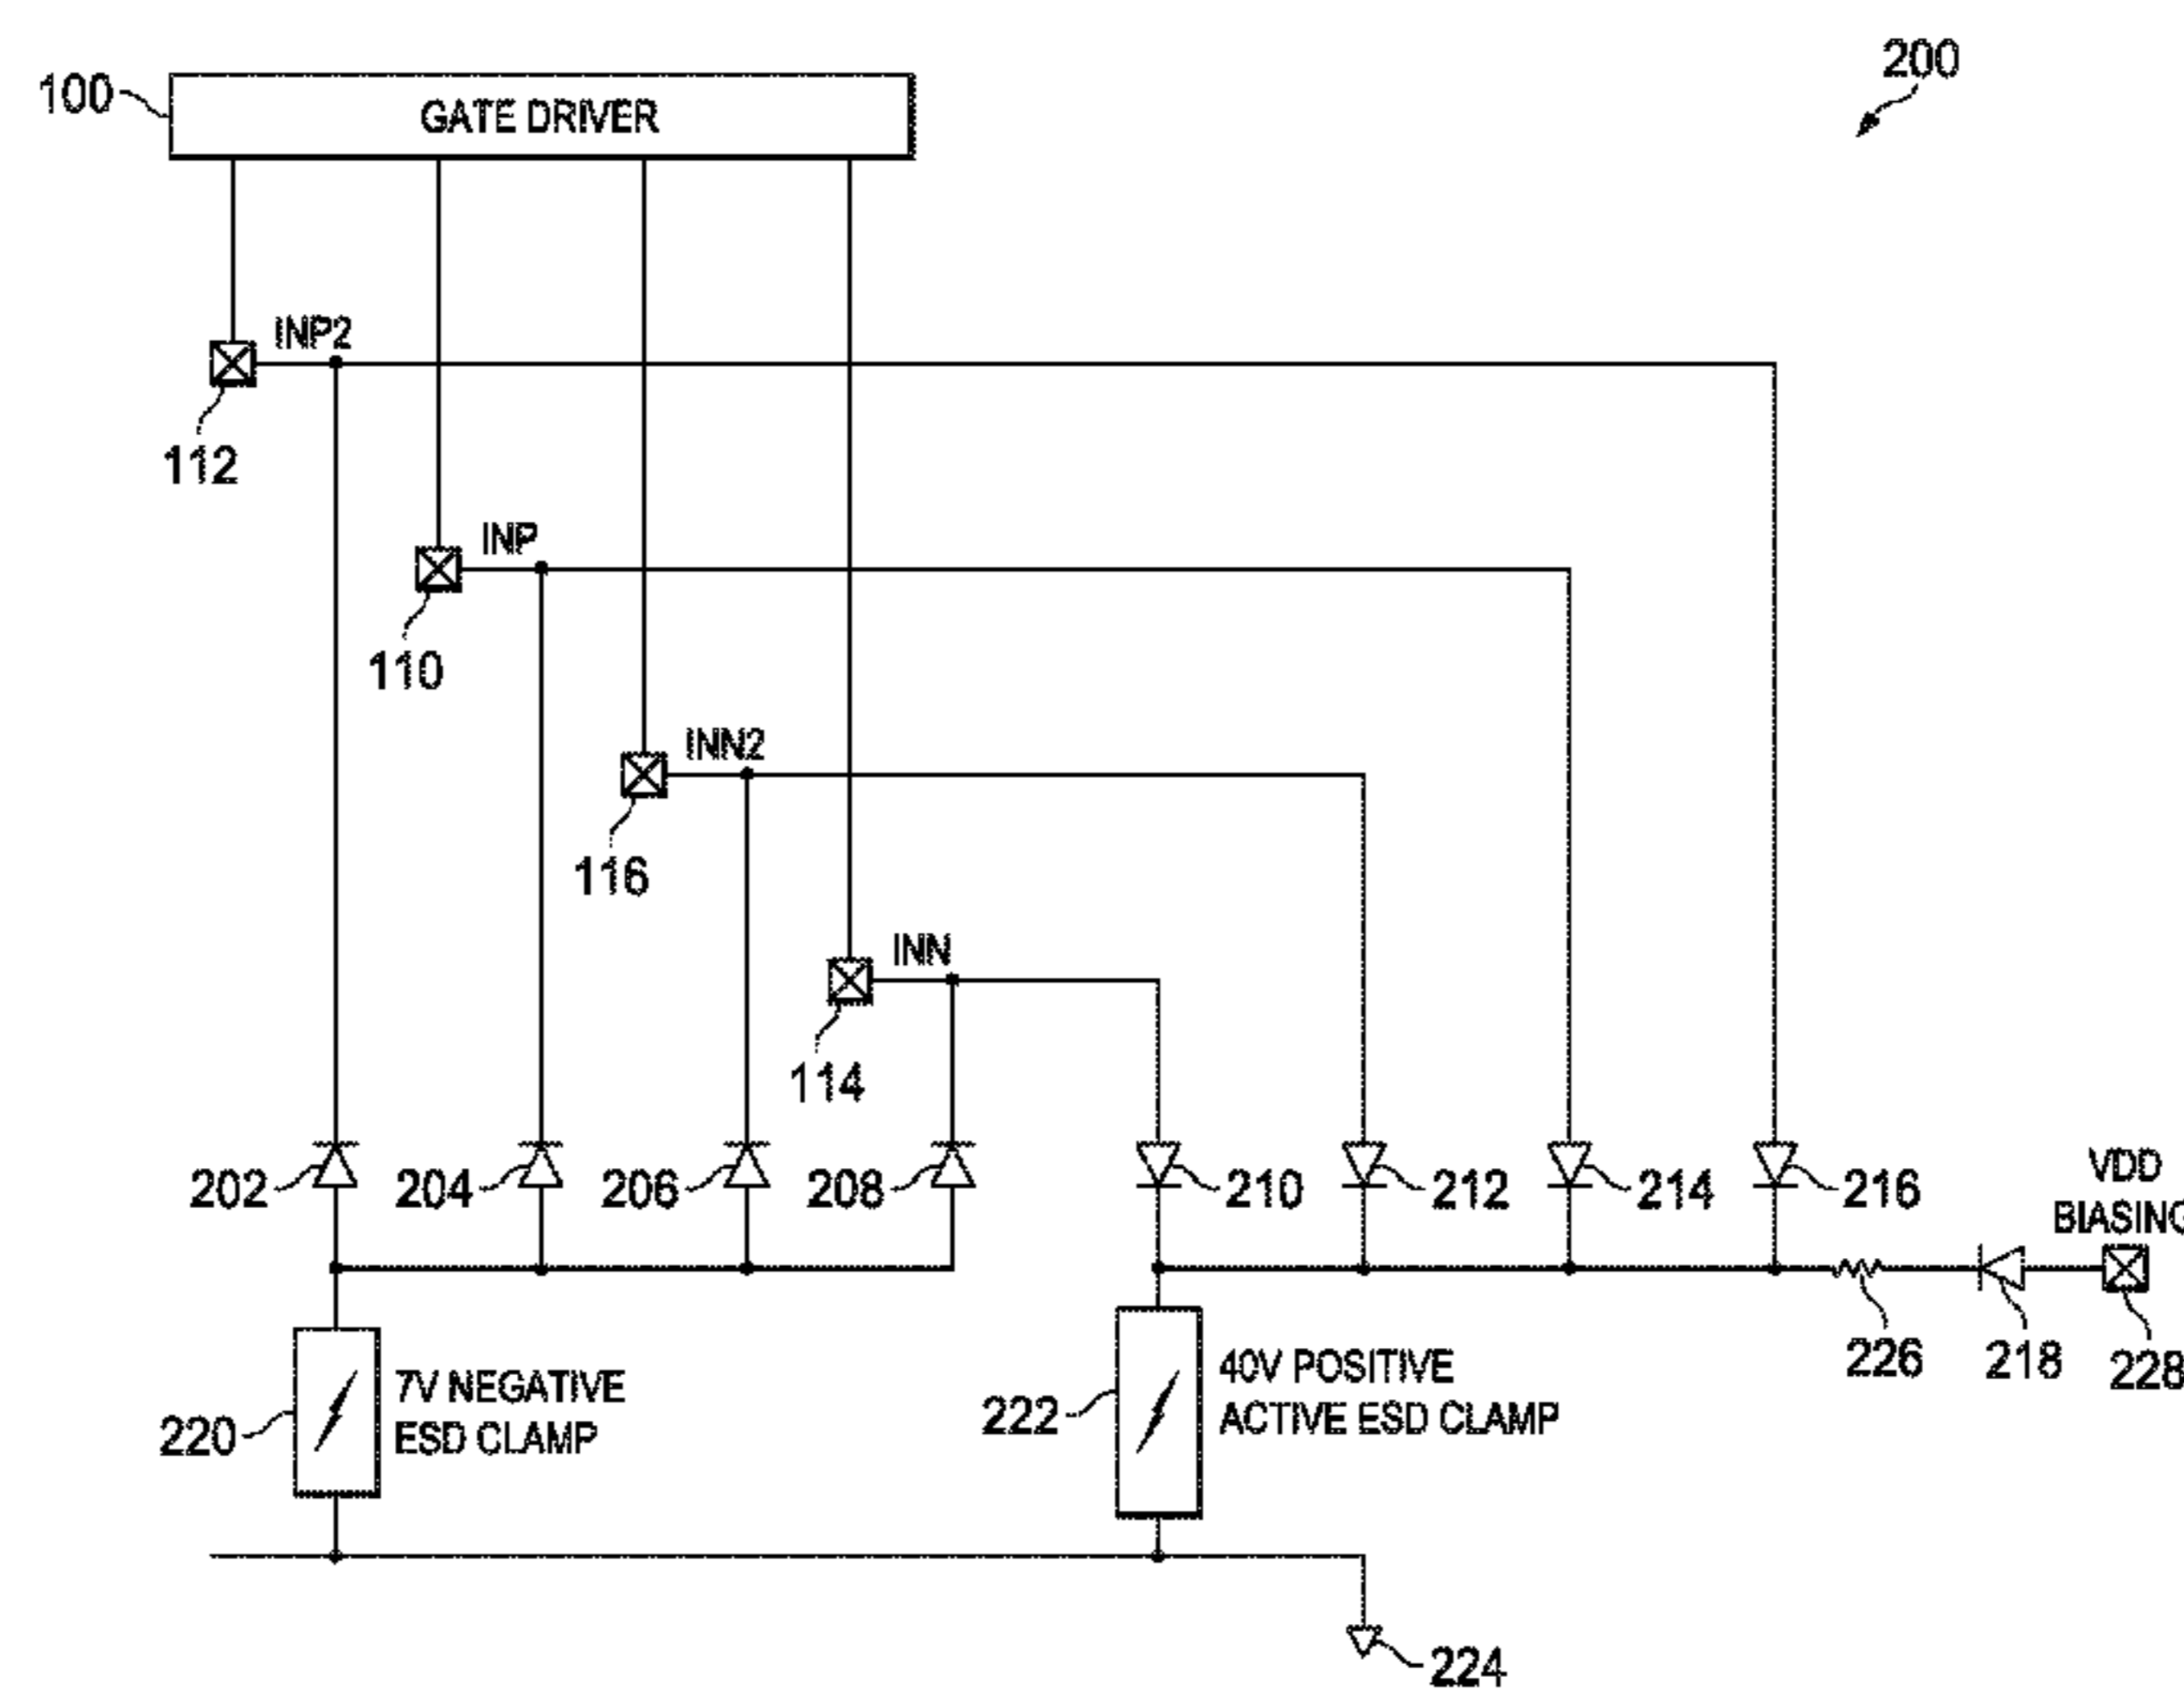 200
100
GATE DRIVER
INP2
112
INP
110
INN2
116
INN
114
202
204
206
208
210
212
214
216
VDD
BIASING
226
218
228
220
7V NEGATIVE
ESD CLAMP
222
40V POSITIVE
ACTIVE ESD CLAMP
224